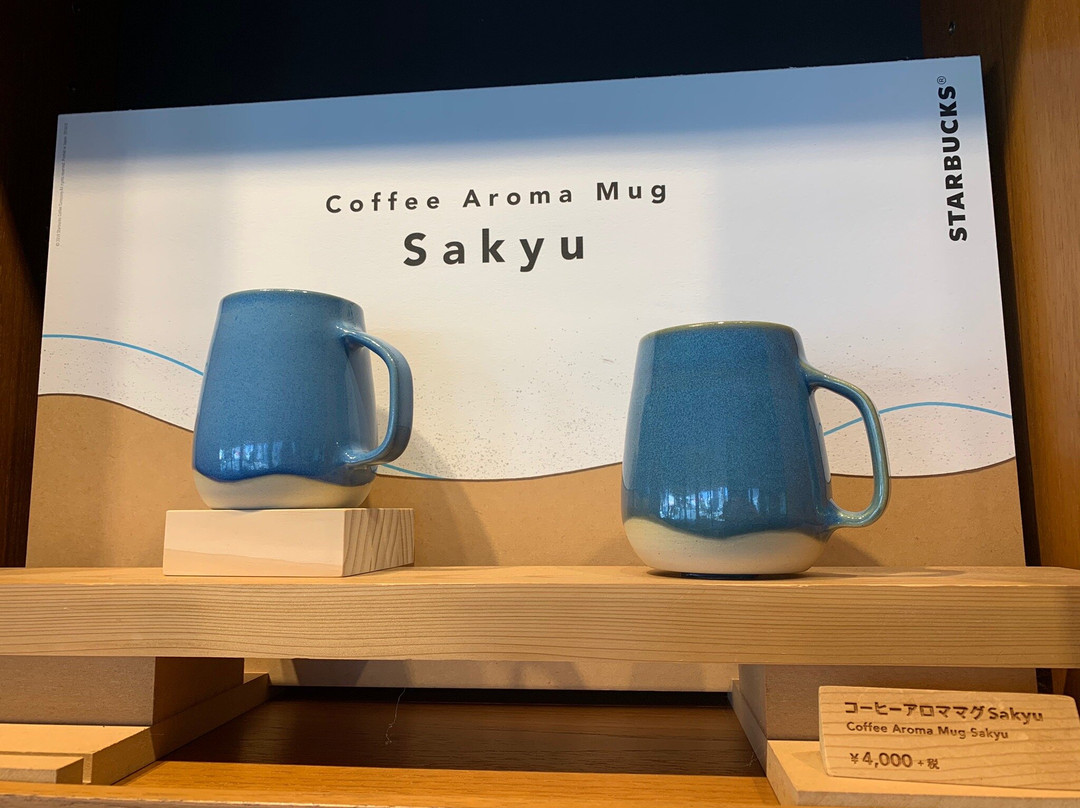 Coffee Aroma Mug
Sakyu
STARBUCKS®
コーヒーアロママグSakyu
Coffee Aroma Mug Sakyu
¥4,000+税